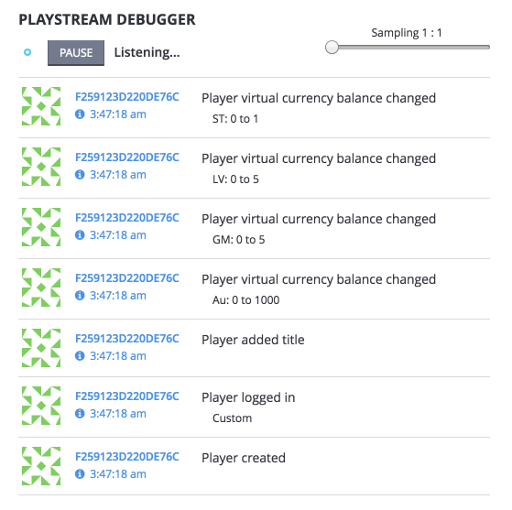 PLAYSTREAM DEBUGGER
Sampling 1 : 1
PAUSE Listening...
F259123D220DE76C Player virtual currency balance changed
3:47:18 am ST: 0 to 1
F259123D220DE76C Player virtual currency balance changed
3:47:18 am LV: 0 to 5
F259123D220DE76C Player virtual currency balance changed
3:47:18 am GM: 0 to 5
F259123D220DE76C Player virtual currency balance changed
3:47:18 am Au: 0 to 1000
F259123D220DE76C Player added title
3:47:18 am
F259123D220DE76C Player logged in
3:47:18 am Custom
F259123D220DE76C Player created
3:47:18 am